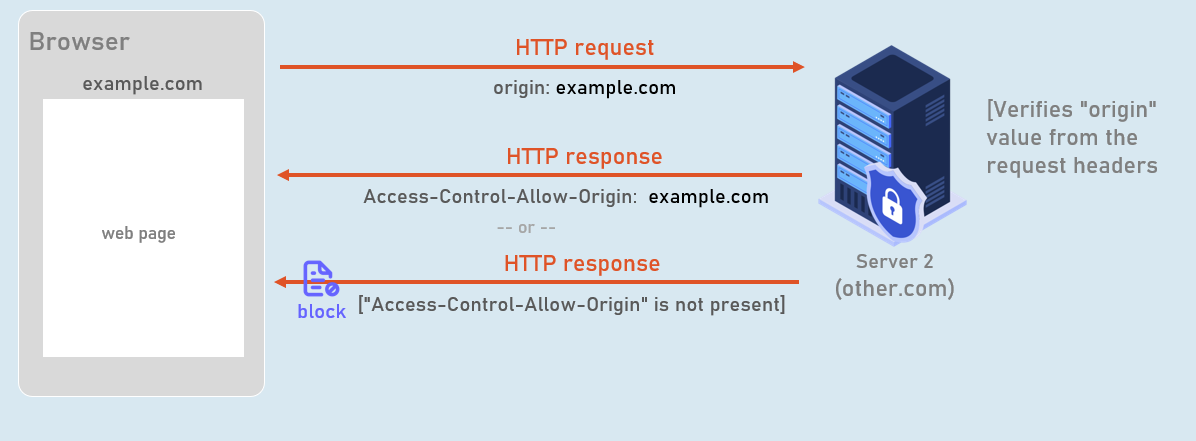 Browser
example.com
web page
HTTP request
origin: example.com
HTTP response
Access-Control-Allow-Origin: example.com
-- or --
HTTP response
block
["Access-Control-Allow-Origin" is not present]
Server 2
(other.com)
[Verifies "origin"
value from the
request headers